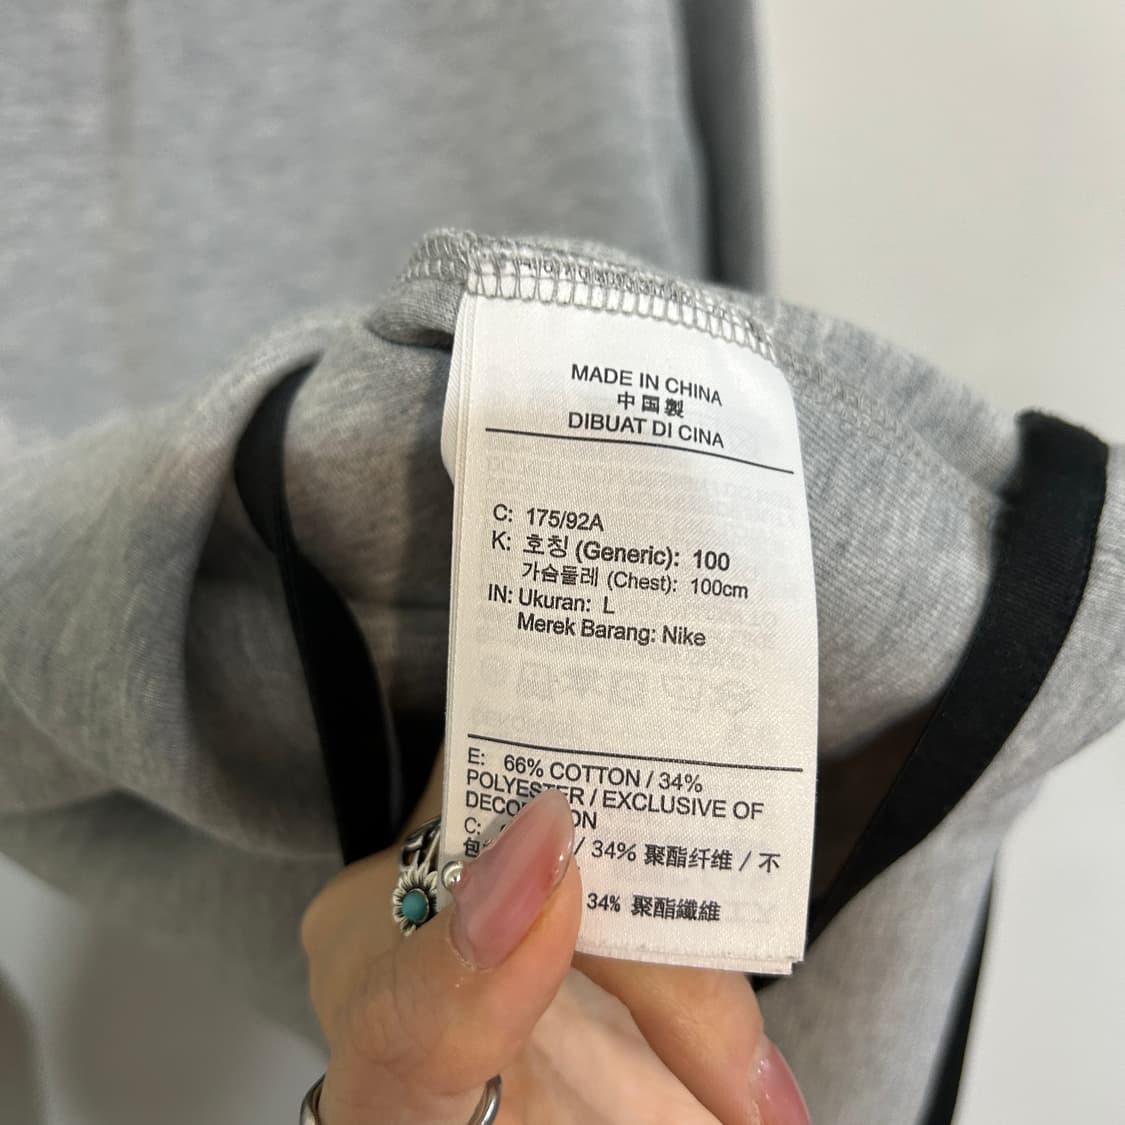 MADE IN CHINA
中国製
DIBUAT DI CINA
C: 175/92A
K: 호칭 (Generic): 100
가슴둘레 (Chest): 100cm
IN: Ukuran: L
Merek Barang: Nike
E: 66% COTTON / 34%
POLYESTER / EXCLUSIVE OF
DECORATION
C: / 34% 聚酯纤维 / 不
包
34% 聚酯纖維